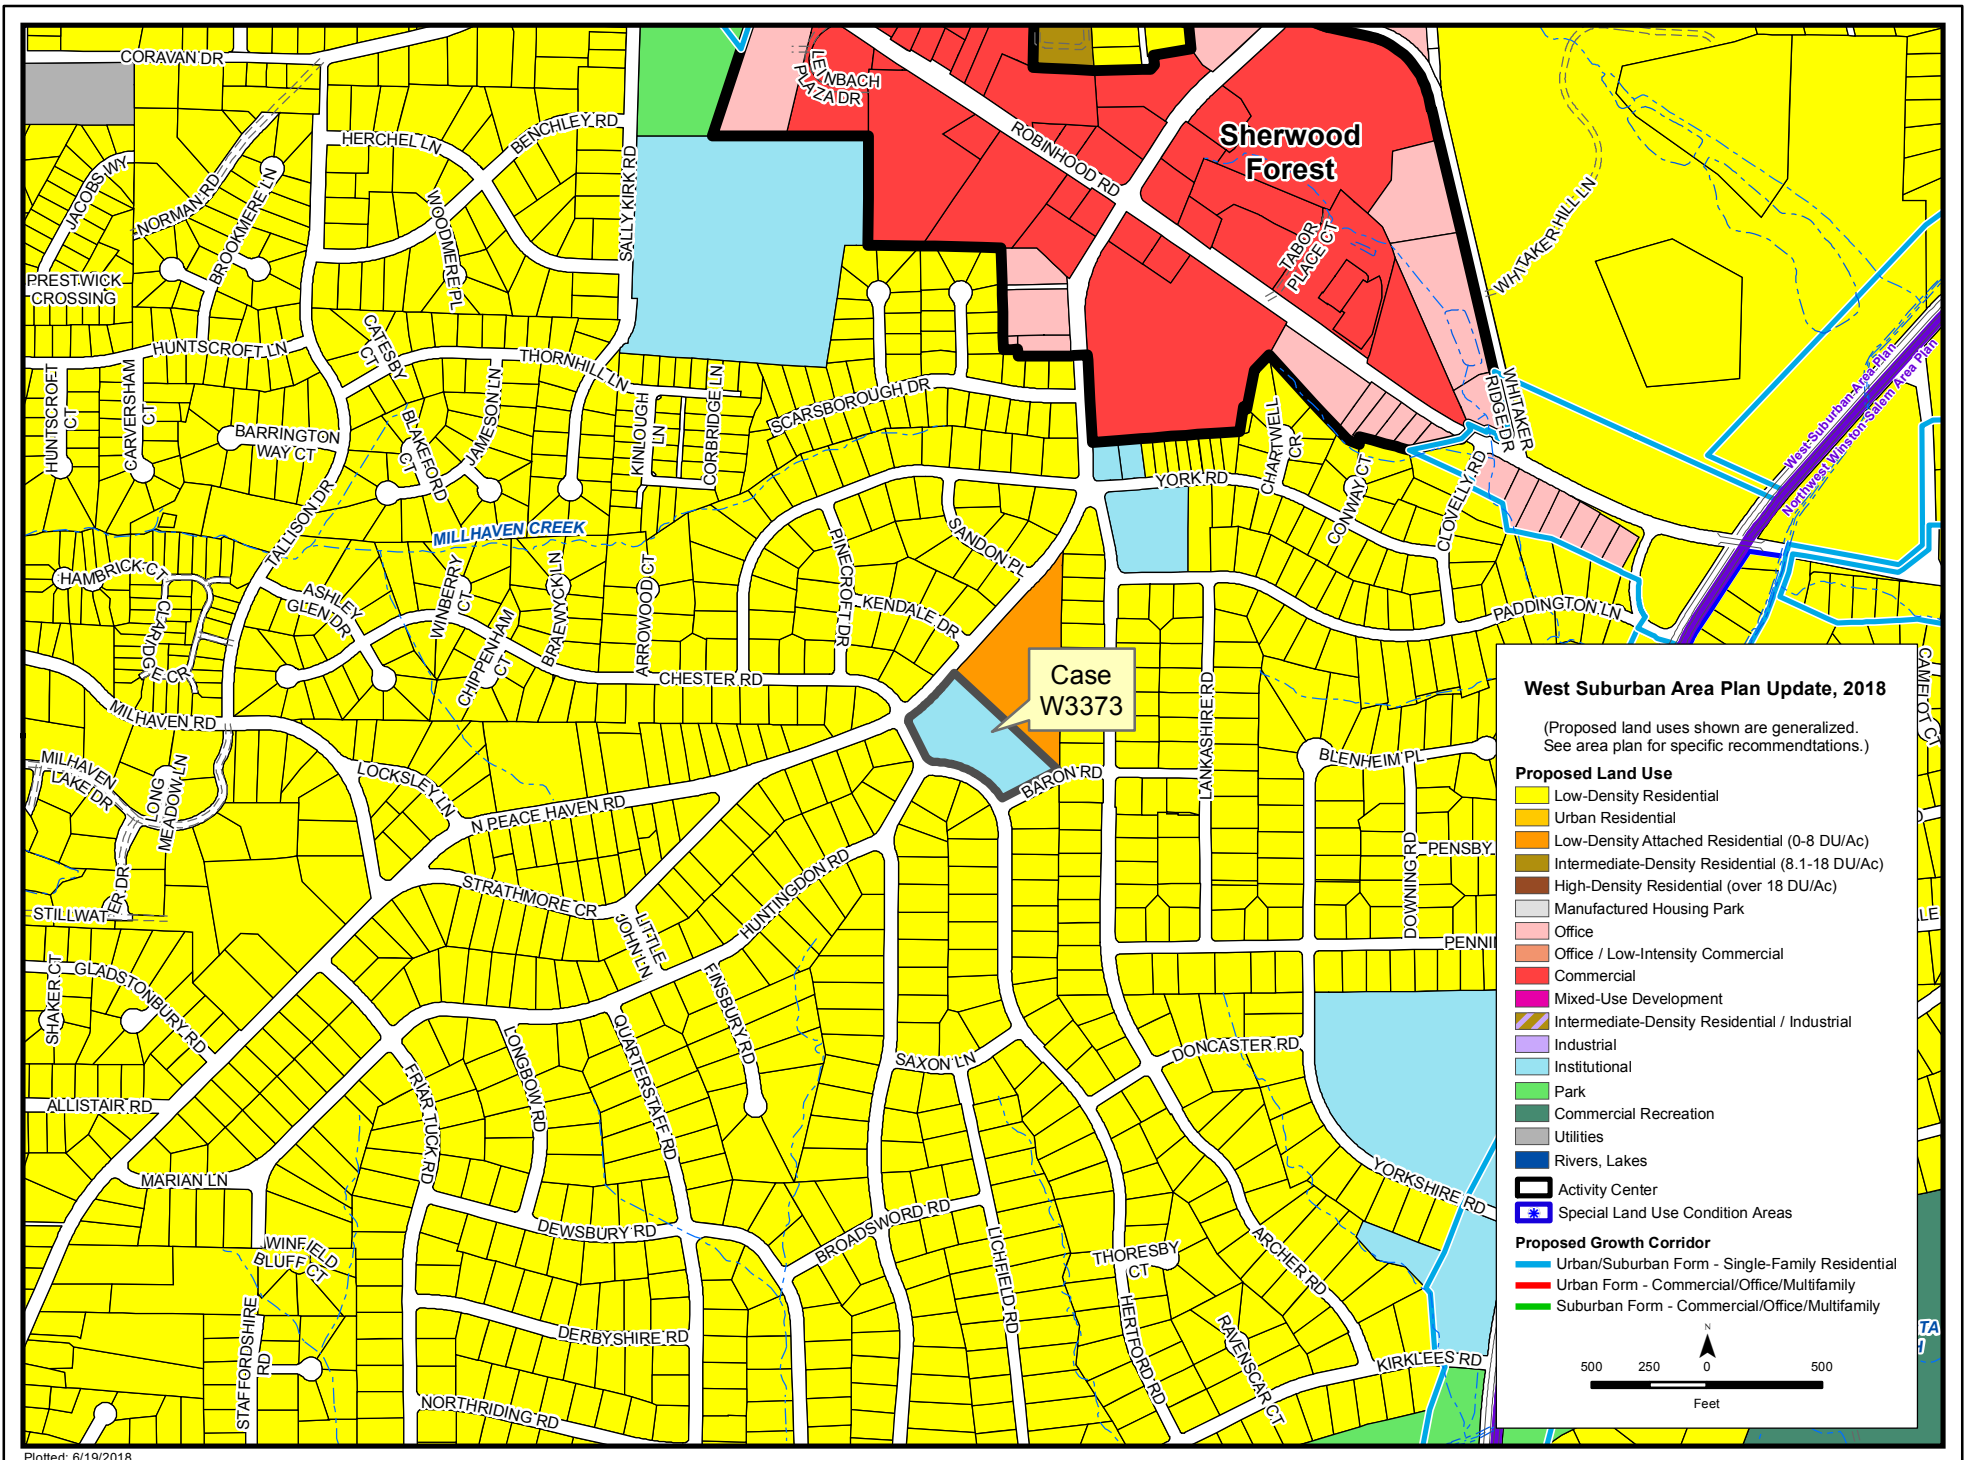 CORAVAN DR
LEINBACH
PLAZA DR
HERCHEL LN
BENCHLEY RD
ROBINHOOD RD
Sherwood
Forest
JACOBS WY
NORMAN RD
BROOKMERE LN
WOODMERE PL
SALLY KIRK RD
TABOR
PLACE CT
WHITAKER HILL LN
PRESTWICK
CROSSING
HUNTSCROFT LN
CATESBY
CT
THORNHILL LN
HUNTSCROFT
CT
CARVERSHAM
CT
BARRINGTON
WAY CT
BLAKEFORD
CT
JAMESON LN
KINLOUGH
LN
CORBRIDGE LN
SCARSBOROUGH DR
CHARTWELL
CR
WHITAKER
RIDGE DR
West Suburban Area Plan
Northwest Winston-Salem Area Plan
TALLISON DR
MILLHAVEN CREEK
YORK RD
CONWAY CT
CLOVELLY RD
SANDON PL
PINECROFT DR
KENDALE DR
HAMBRICK CT
CLARIDG
E CR
ASHLEY
GLEN DR
WINBERRY
CT
CHIPPENHAM
CT
BRAEWYCK LN
ARROWOOD CT
CHESTER RD
PADDINGTON LN
Case
W3373
LANKASHIRE RD
BLENHEIM PL
CAMELOT CT
MILHAVEN RD
MILHAVEN
LAKE DR
LONG
MEADOW LN
LOCKSLEY LN
N PEACE HAVEN RD
BARON RD
DOWNING RD
PENSBY
STILLWAT
ER DR
STRATHMORE CR
LITTLE
JOHN LN
HUNTINGDON RD
PENNI
LE
SHAKER CT
GLADSTONBURY RD
FINSBURY RD
LONGBOW RD
QUARTERSTAFF RD
SAXON LN
DONCASTER RD
ALLISTAIR RD
FRIAR TUCK RD
MARIAN LN
YORKSHIRE RD
DEWSBURY RD
BROADSWORD RD
WINFIELD
BLUFF CT
LICHFIELD RD
THORESBY
CT
ARCHER RD
HERTFORD RD
RAVENSCAR CT
DERBYSHIRE RD
STAFFORDSHIRE
RD
KIRKLEES RD
NORTHRIDING RD
TA
H
West Suburban Area Plan Update, 2018
(Proposed land uses shown are generalized.
See area plan for specific recommendtations.)
Proposed Land Use
Low-Density Residential
Urban Residential
Low-Density Attached Residential (0-8 DU/Ac)
Intermediate-Density Residential (8.1-18 DU/Ac)
High-Density Residential (over 18 DU/Ac)
Manufactured Housing Park
Office
Office / Low-Intensity Commercial
Commercial
Mixed-Use Development
Intermediate-Density Residential / Industrial
Industrial
Institutional
Park
Commercial Recreation
Utilities
Rivers, Lakes
Activity Center
Special Land Use Condition Areas
Proposed Growth Corridor
Urban/Suburban Form - Single-Family Residential
Urban Form - Commercial/Office/Multifamily
Suburban Form - Commercial/Office/Multifamily
N
500 250 0 500
Feet
Plotted: 6/19/2018